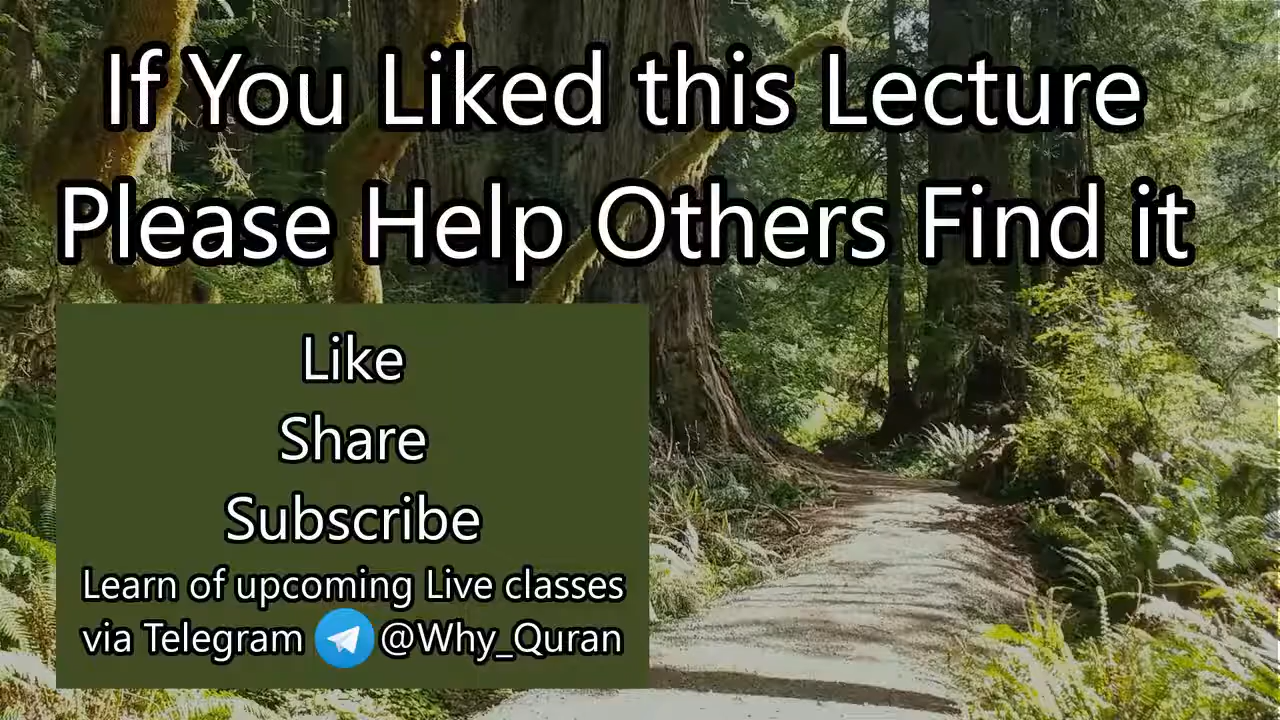 If You Liked this Lecture
Please Help Others Find it
Like
Share
Subscribe
Learn of upcoming Live classes
via Telegram @Why_Quran